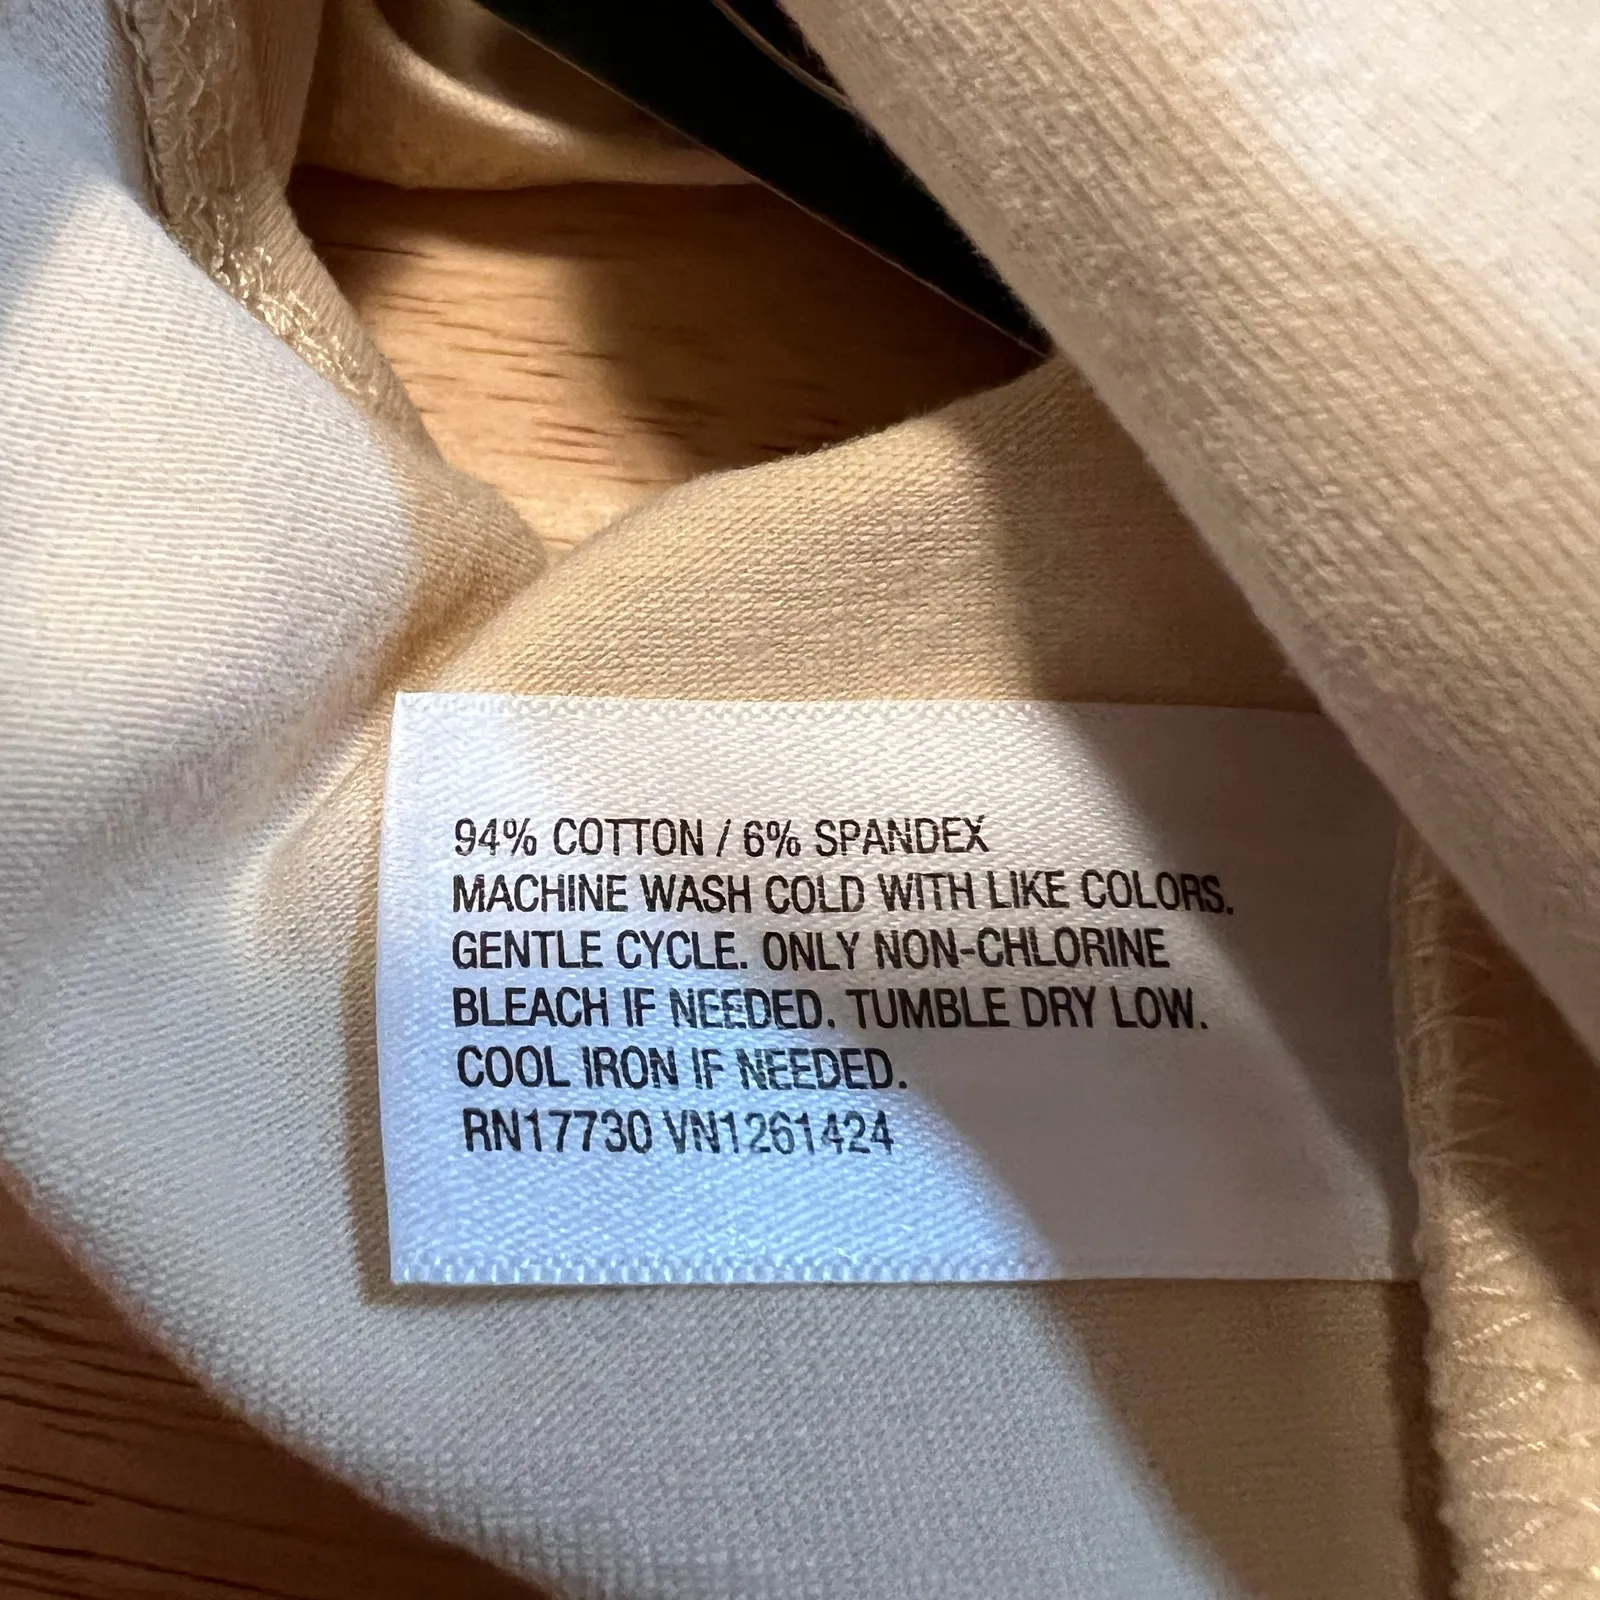 94% COTTON / 6% SPANDEX
MACHINE WASH COLD WITH LIKE COLORS.
GENTLE CYCLE. ONLY NON-CHLORINE
BLEACH IF NEEDED. TUMBLE DRY LOW.
COOL IRON IF NEEDED.
RN17730 VN1261424